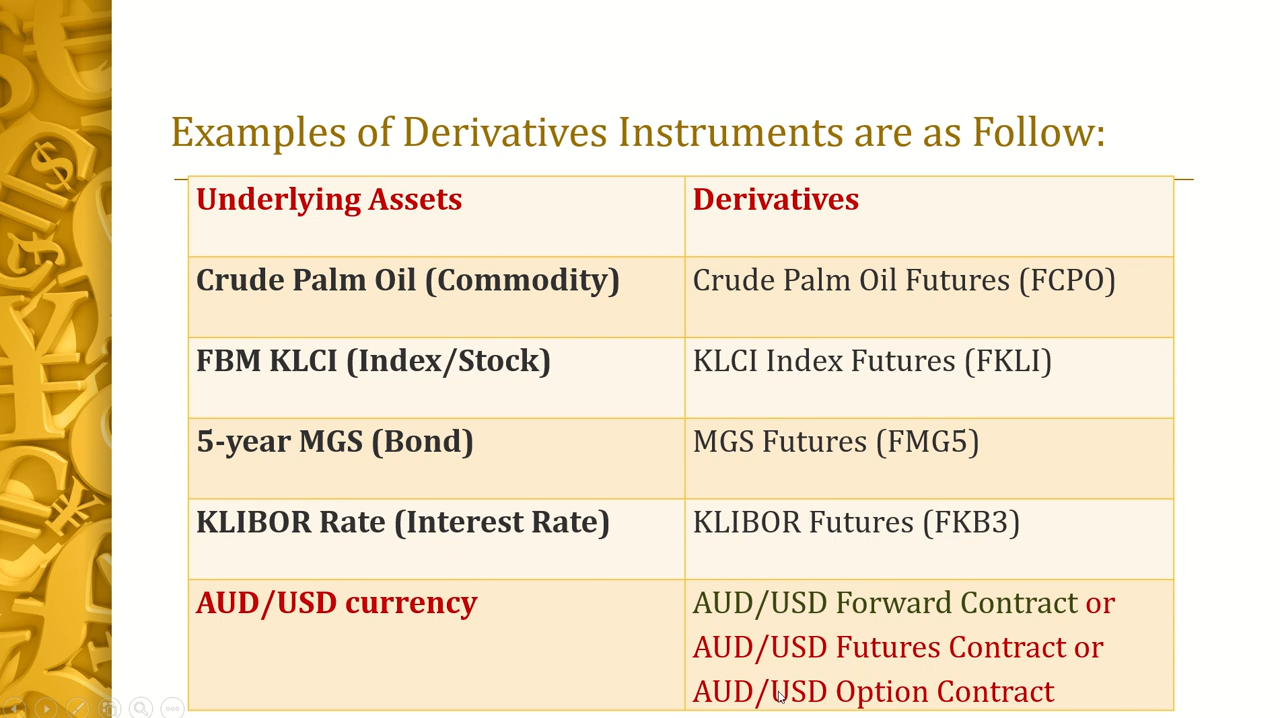 Examples of Derivatives Instruments are as Follow:
Underlying Assets
Derivatives
Crude Palm Oil (Commodity)
Crude Palm Oil Futures (FCPO)
FBM KLCI (Index/Stock)
KLCI Index Futures (FKLI)
5-year MGS (Bond)
MGS Futures (FMG5)
KLIBOR Rate (Interest Rate)
KLIBOR Futures (FKB3)
AUD/USD currency
AUD/USD Forward Contract or
AUD/USD Futures Contract or
AUD/USD Option Contract